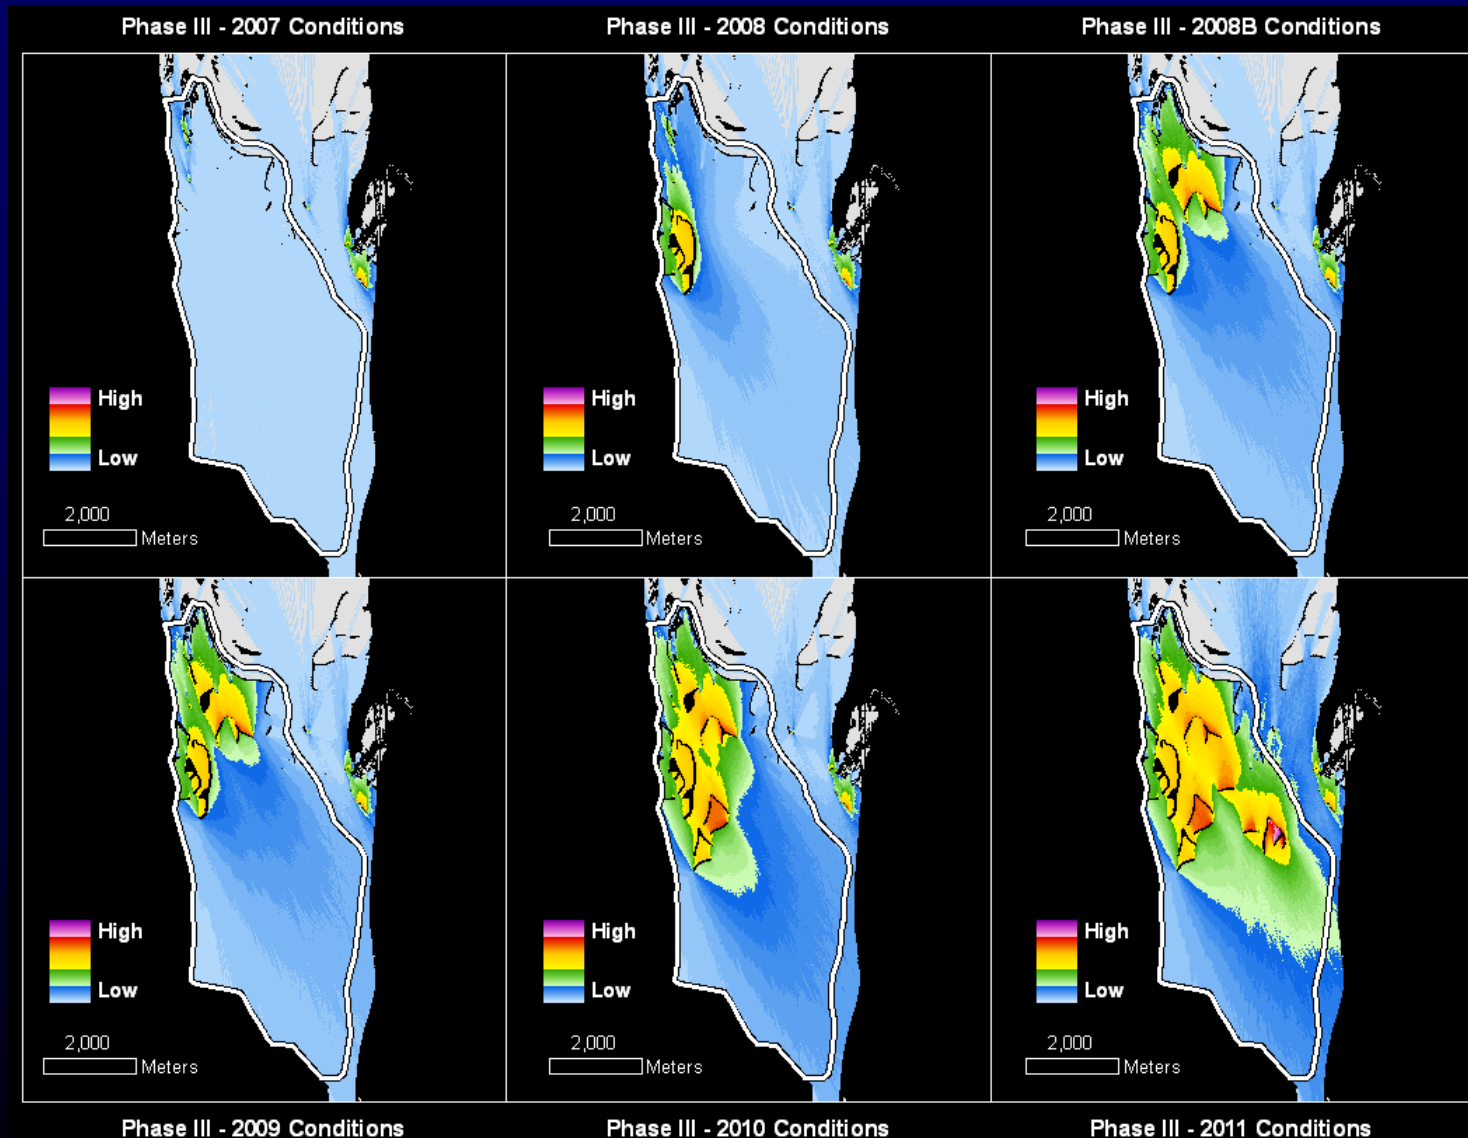 Phase III - 2007 Conditions
Phase III - 2008 Conditions
Phase III - 2008B Conditions
High
Low
2,000
Meters
High
Low
2,000
Meters
High
Low
2,000
Meters
High
Low
2,000
Meters
High
Low
2,000
Meters
High
Low
2,000
Meters
Phase III - 2009 Conditions
Phase III - 2010 Conditions
Phase III - 2011 Conditions